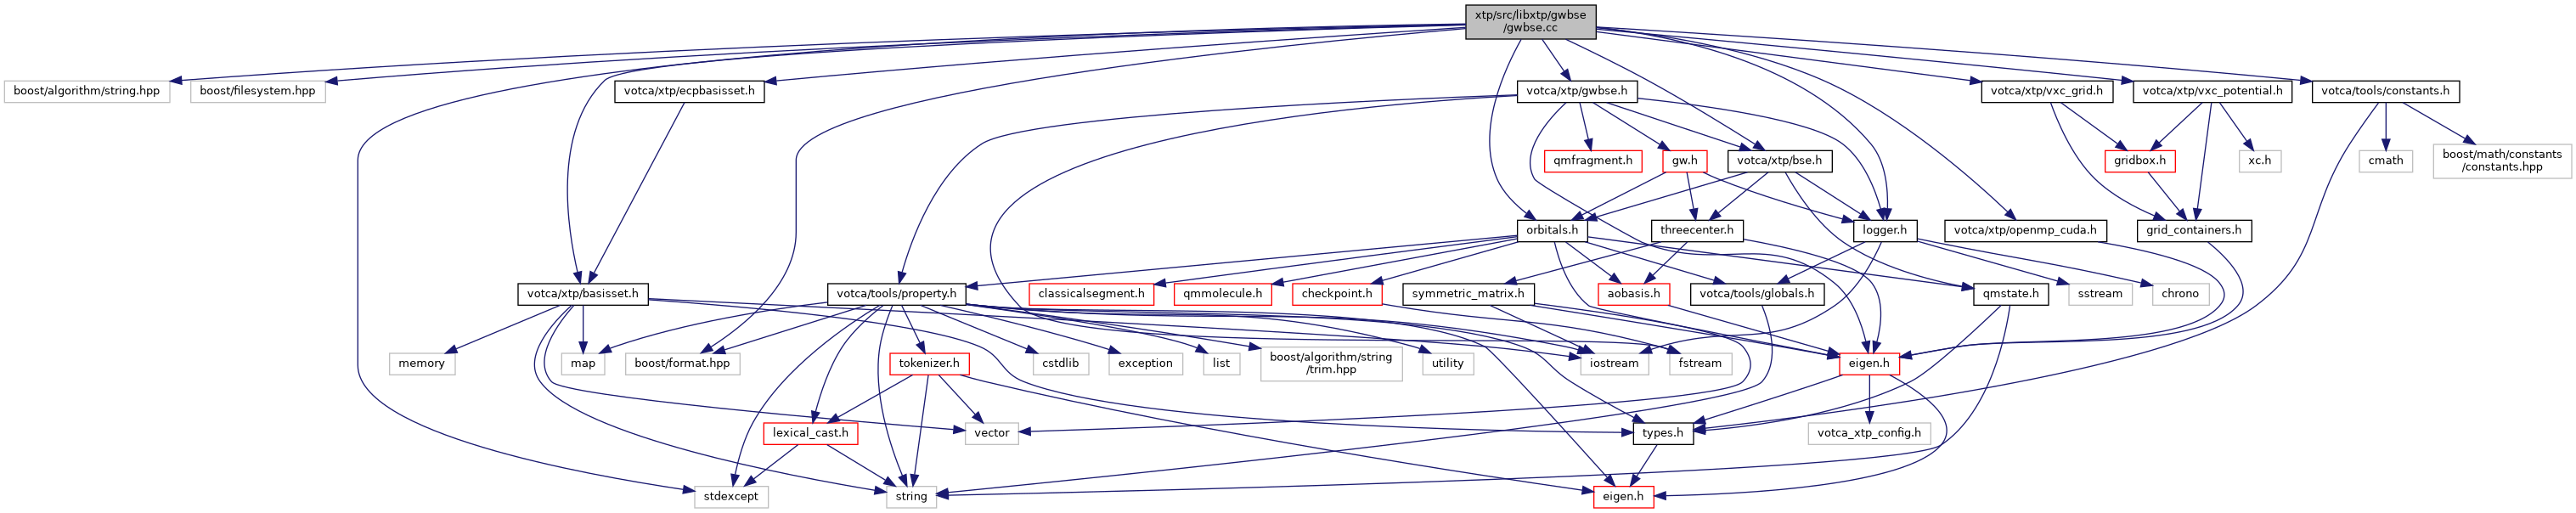 xtp/src/libxtp/gwbse
/gwbse.cc
boost/algorithm/string.hpp
boost/filesystem.hpp
votca/xtp/ecpbasisset.h
votca/xtp/gwbse.h
votca/xtp/vxc_grid.h
votca/xtp/vxc_potential.h
votca/tools/constants.h
qmfragment.h
gw.h
votca/xtp/bse.h
gridbox.h
xc.h
cmath
boost/math/constants
/constants.hpp
orbitals.h
threecenter.h
logger.h
votca/xtp/openmp_cuda.h
grid_containers.h
votca/xtp/basisset.h
votca/tools/property.h
classicalsegment.h
qmmolecule.h
checkpoint.h
symmetric_matrix.h
aobasis.h
votca/tools/globals.h
qmstate.h
sstream
chrono
memory
map
boost/format.hpp
tokenizer.h
cstdlib
exception
list
boost/algorithm/string
/trim.hpp
utility
iostream
fstream
eigen.h
lexical_cast.h
vector
types.h
votca_xtp_config.h
stdexcept
string
eigen.h